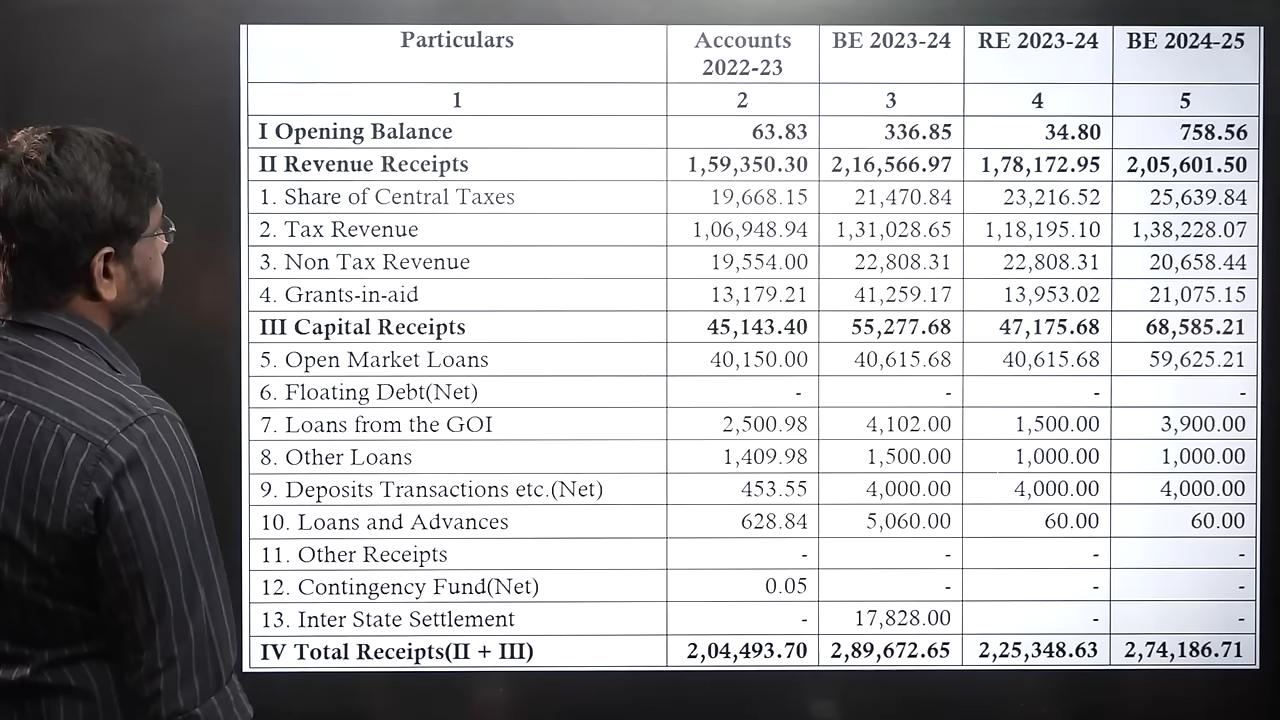 Particulars Accounts 2022-23 BE 2023-24 RE 2023-24 BE 2024-25
1 2 3 4 5
I Opening Balance 63.83 336.85 34.80 758.56
II Revenue Receipts 1,59,350.30 2,16,566.97 1,78,172.95 2,05,601.50
1. Share of Central Taxes 19,668.15 21,470.84 23,216.52 25,639.84
2. Tax Revenue 1,06,948.94 1,31,028.65 1,18,195.10 1,38,228.07
3. Non Tax Revenue 19,554.00 22,808.31 22,808.31 20,658.44
4. Grants-in-aid 13,179.21 41,259.17 13,953.02 21,075.15
III Capital Receipts 45,143.40 55,277.68 47,175.68 68,585.21
5. Open Market Loans 40,150.00 40,615.68 40,615.68 59,625.21
6. Floating Debt(Net) - - - -
7. Loans from the GOI 2,500.98 4,102.00 1,500.00 3,900.00
8. Other Loans 1,409.98 1,500.00 1,000.00 1,000.00
9. Deposits Transactions etc.(Net) 453.55 4,000.00 4,000.00 4,000.00
10. Loans and Advances 628.84 5,060.00 60.00 60.00
11. Other Receipts - - - -
12. Contingency Fund(Net) 0.05 - - -
13. Inter State Settlement - 17,828.00 - -
IV Total Receipts(II + III) 2,04,493.70 2,89,672.65 2,25,348.63 2,74,186.71